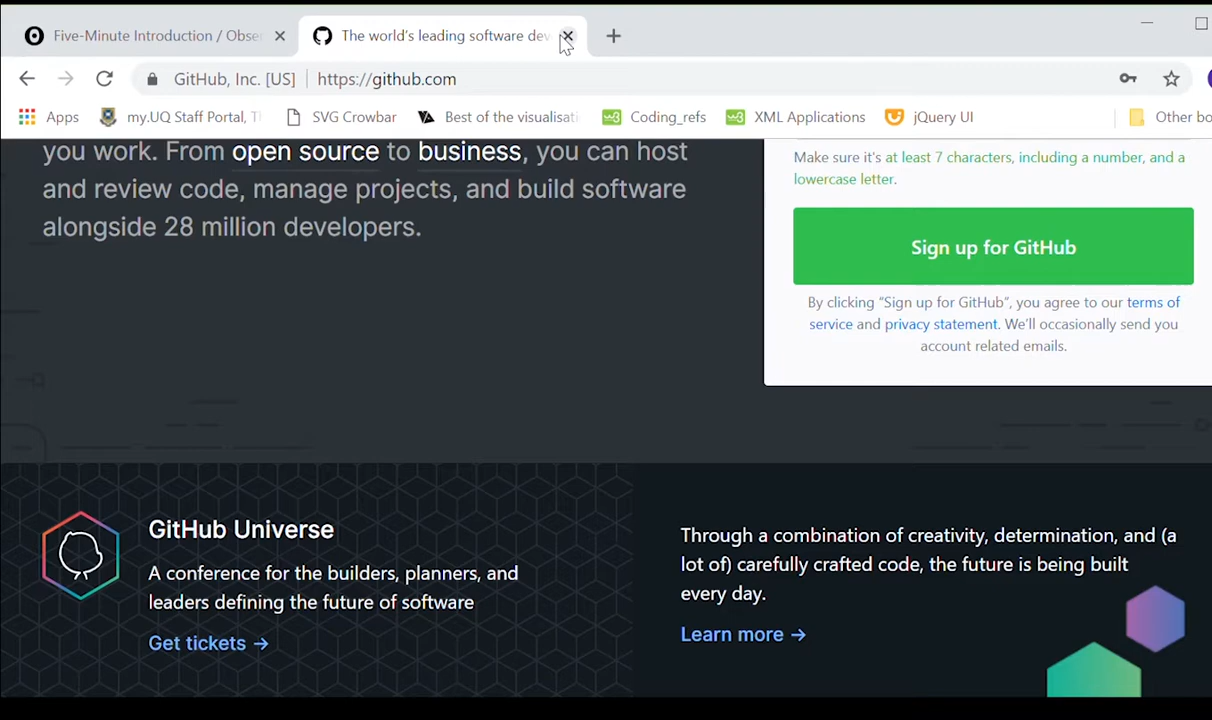 Five-Minute Introduction / Obse
The world's leading software dev
GitHub, Inc. [US] https://github.com
Apps my.UQ Staff Portal, T SVG Crowbar Best of the visualisati Coding_refs XML Applications jQuery UI Other bo
you work. From open source to business, you can host
and review code, manage projects, and build software
alongside 28 million developers.
Make sure it's at least 7 characters, including a number, and a
lowercase letter.
Sign up for GitHub
By clicking “Sign up for GitHub”, you agree to our terms of
service and privacy statement. We’ll occasionally send you
account related emails.
GitHub Universe
A conference for the builders, planners, and
leaders defining the future of software
Get tickets →
Through a combination of creativity, determination, and (a
lot of) carefully crafted code, the future is being built
every day.
Learn more →